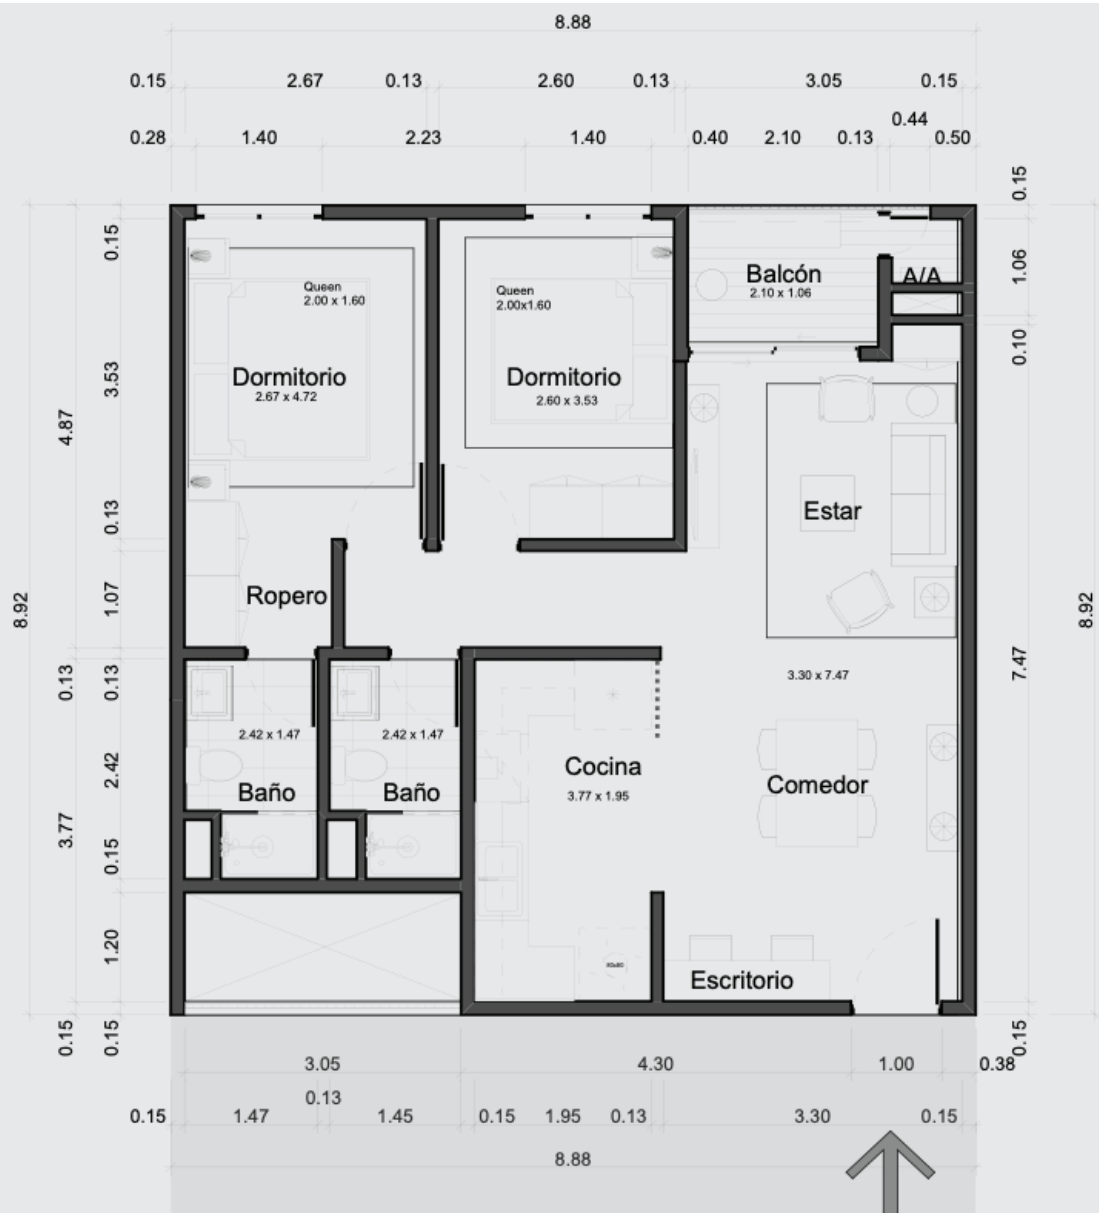 8.88
0.15 2.67 0.13 2.60 0.13 3.05 0.15
0.44
0.28 1.40 2.23 1.40 0.40 2.10 0.13 0.50
0.15
0.15
1.06
Queen
2.00 x 1.60
Queen
2.00x1.60
Balcón
2.10 x 1.06
A/A
0.10
3.53
Dormitorio
2.67 x 4.72
Dormitorio
2.60 x 3.53
4.87
0.13
Estar
8.92
1.07
Ropero
8.92
0.13
0.13
3.30 x 7.47
7.47
2.42 x 1.47
2.42 x 1.47
2.42
Cocina
3.77 x 1.95
Comedor
Baño
Baño
3.77
0.15
1.20
Escritorio
0.15
0.15
0.15
3.05 4.30 1.00 0.38
0.13
0.15 1.47 1.45 0.15 1.95 0.13 3.30 0.15
8.88